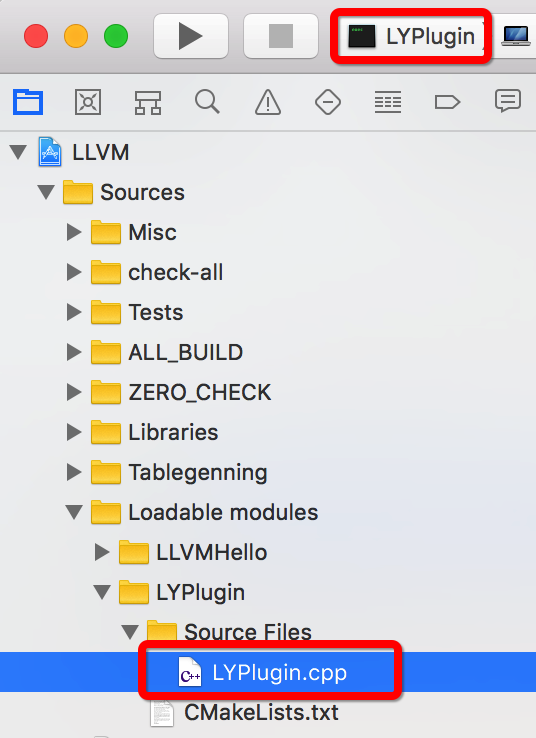 LYPlugin
LLVM
Sources
Misc
check-all
Tests
ALL_BUILD
ZERO_CHECK
Libraries
Tablegenning
Loadable modules
LLVMHello
LYPlugin
Source Files
C++ LYPlugin.cpp
CMakeLists.txt